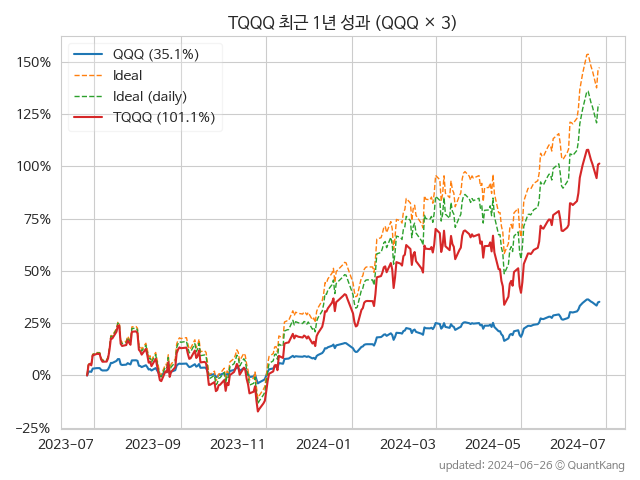 TQQQ 최근 1년 성과 (QQQ × 3)
QQQ (35.1%)
Ideal
Ideal (daily)
TQQQ (101.1%)
150%
125%
100%
75%
50%
25%
0%
−25%
2023-07 2023-09 2023-11 2024-01 2024-03 2024-05 2024-07
updated: 2024-06-26 ⓒ QuantKang